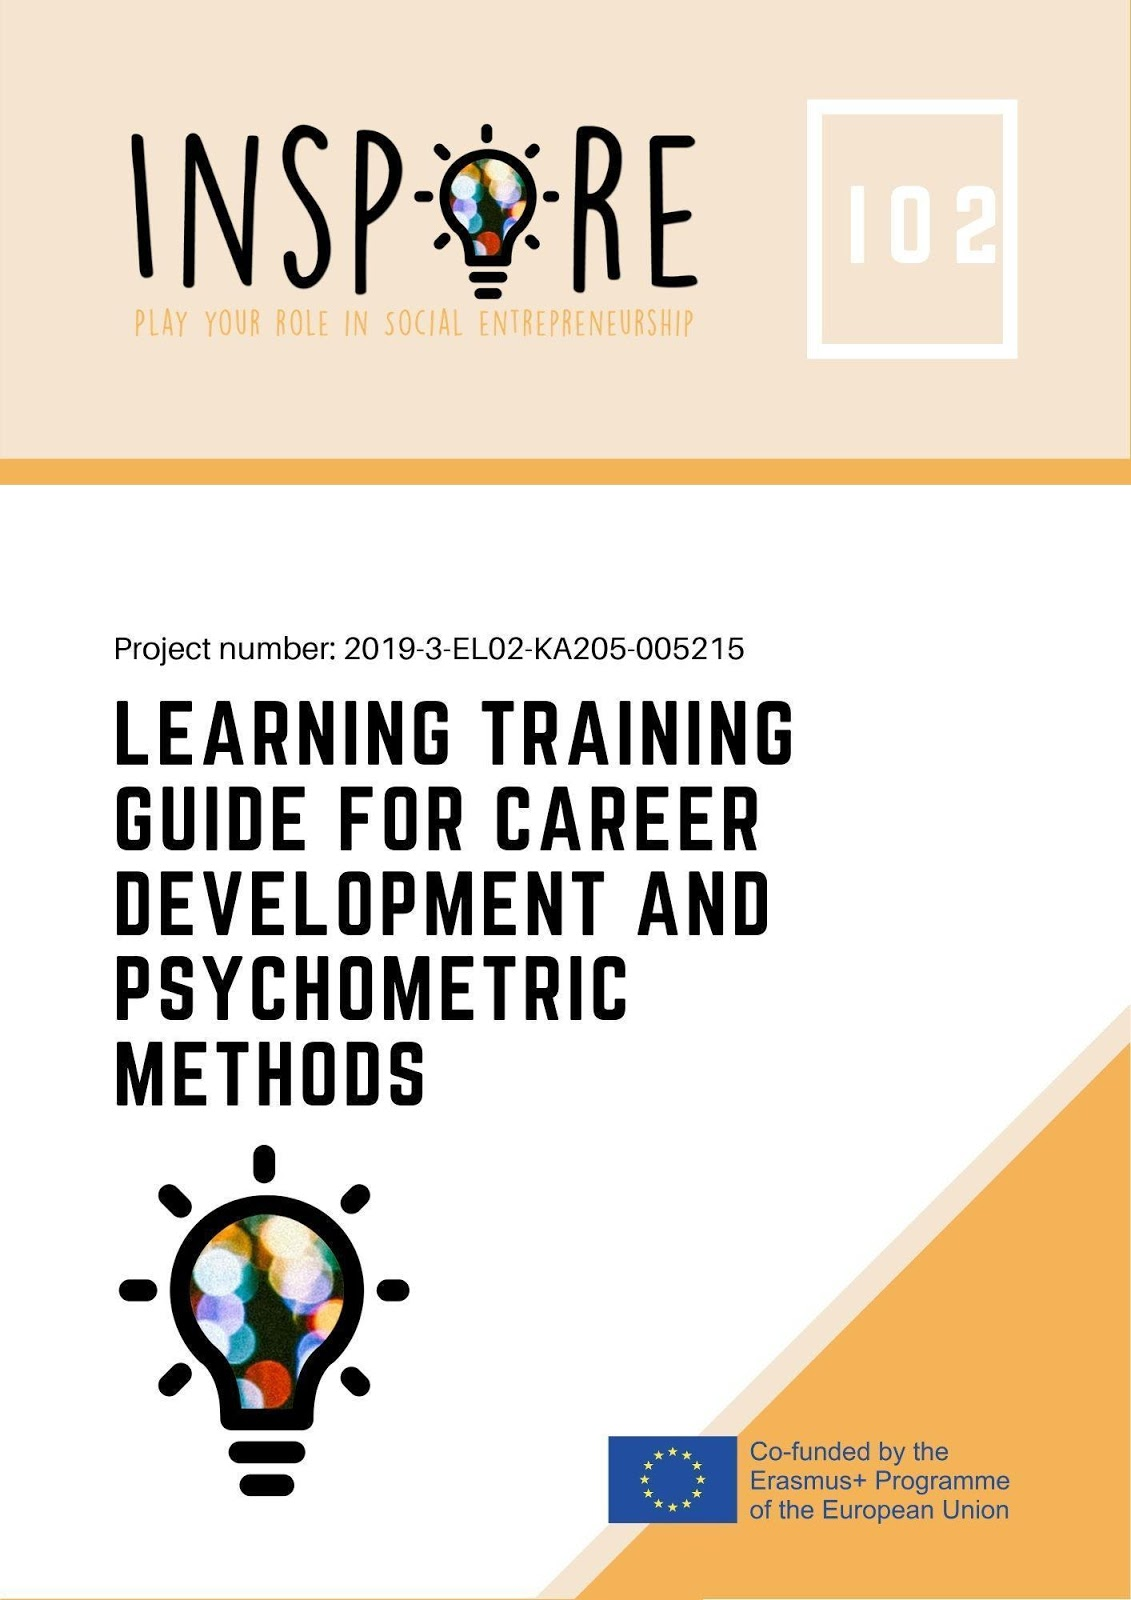 INSPORE
PLAY YOUR ROLE IN SOCIAL ENTREPRENEURSHIP
IO2
Project number: 2019-3-EL02-KA205-005215
LEARNING TRAINING
GUIDE FOR CAREER
DEVELOPMENT AND
PSYCHOMETRIC
METHODS
Co-funded by the
Erasmus+ Programme
of the European Union